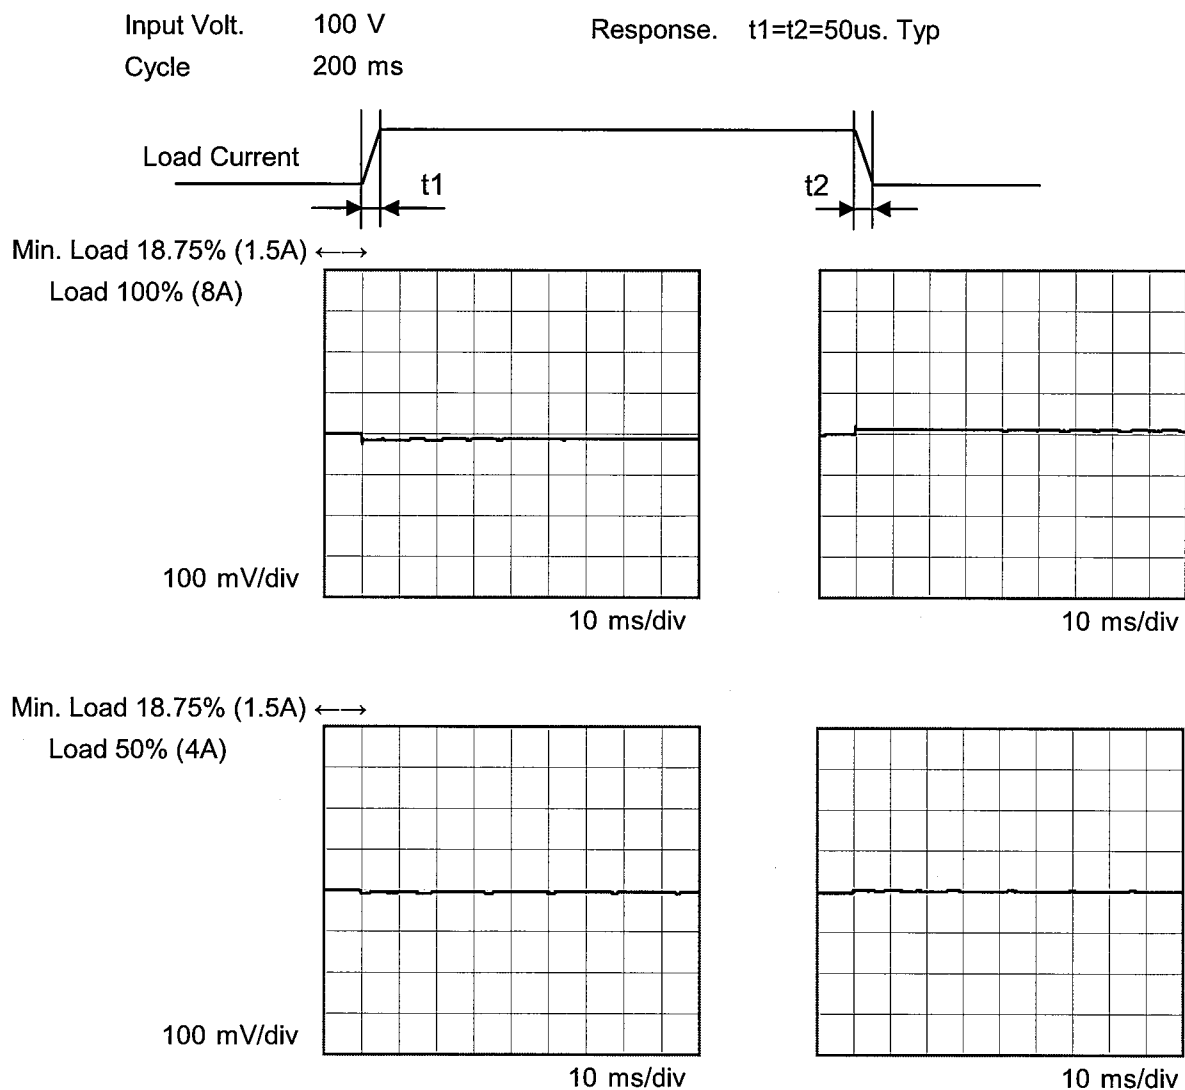 Input Volt. 100 V Response. t1=t2=50us. Typ
Cycle 200 ms
Load Current
t1 t2
Min. Load 18.75% (1.5A) ←→
Load 100% (8A)
100 mV/div
10 ms/div 10 ms/div
Min. Load 18.75% (1.5A) ←→
Load 50% (4A)
100 mV/div
10 ms/div 10 ms/div